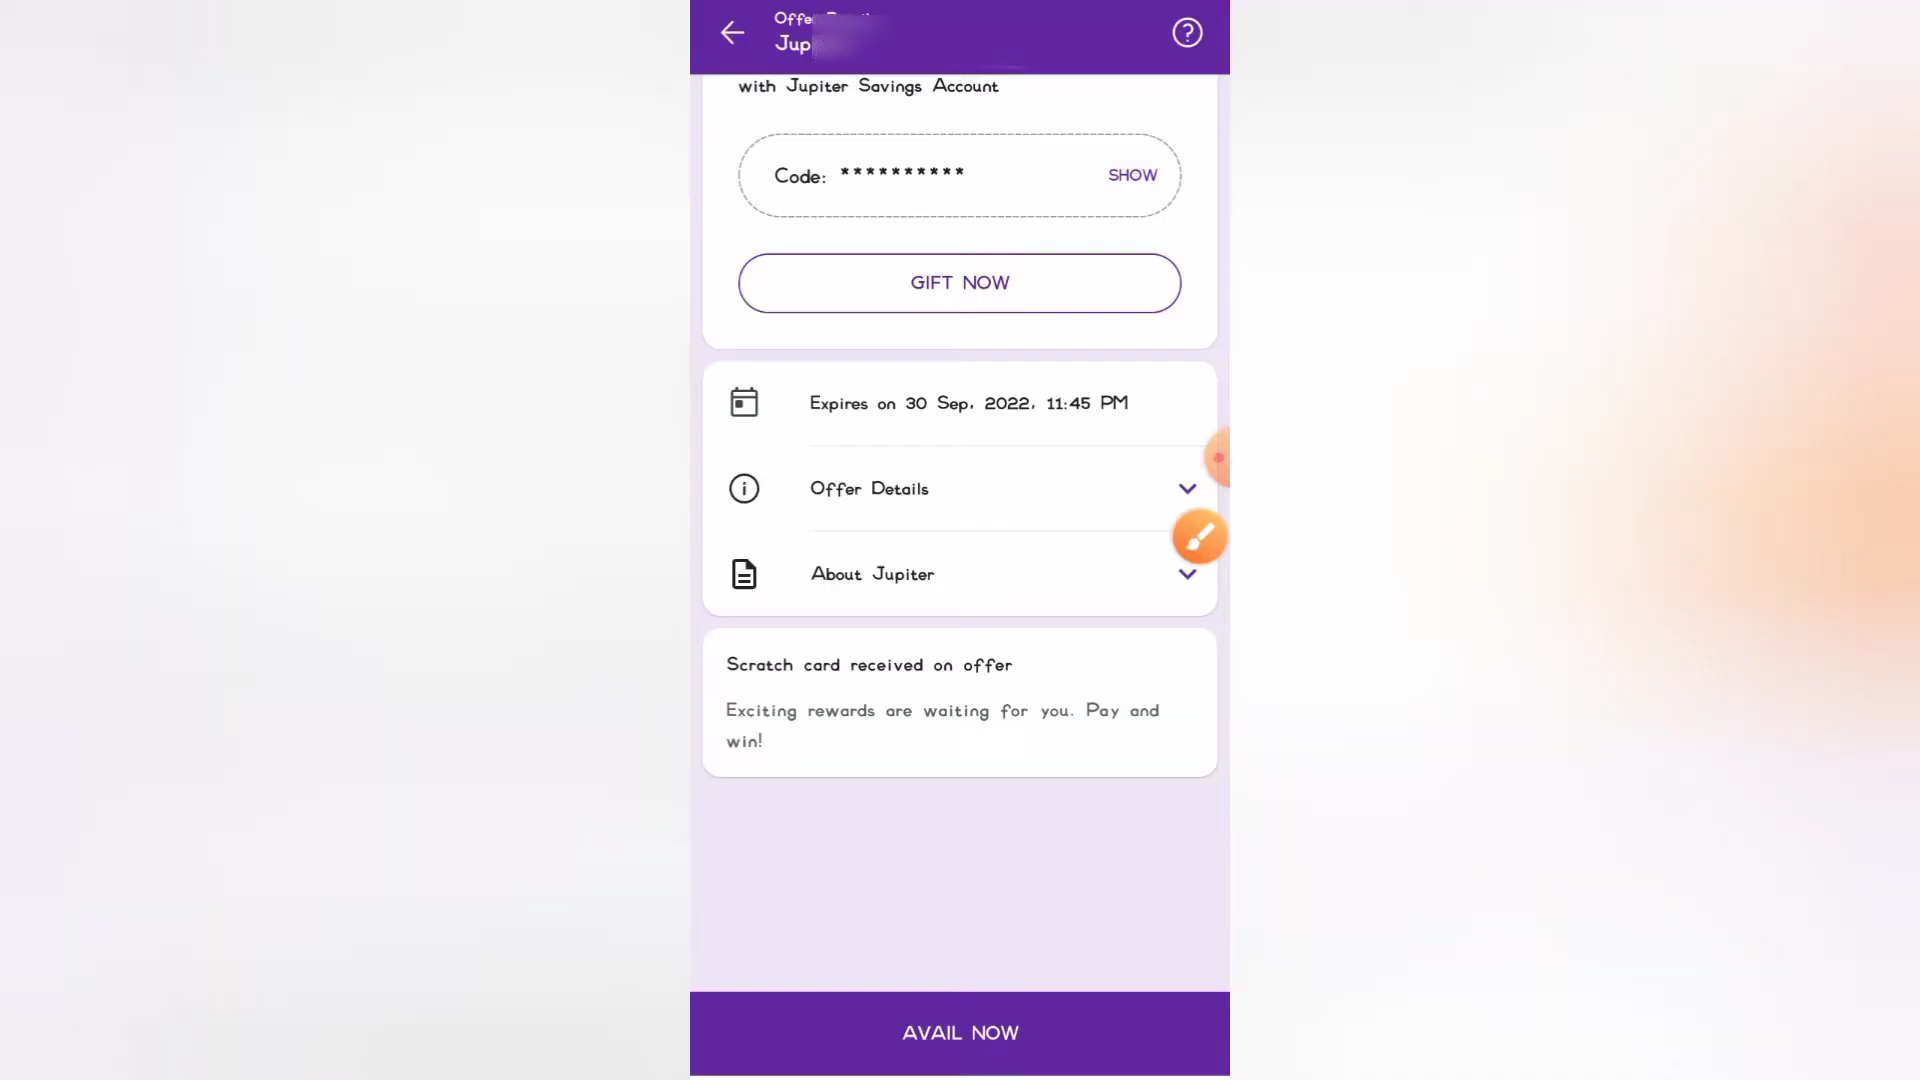 Jup
with Jupiter Savings Account
Code: ********** SHOW
GIFT NOW
Expires on 30 Sep, 2022, 11:45 PM
Offer Details
About Jupiter
Scratch card received on offer
Exciting rewards are waiting for you. Pay and
win!
AVAIL NOW